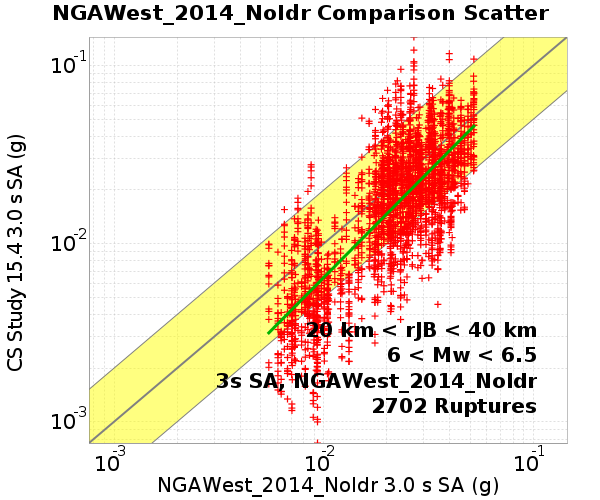 NGAWest_2014_NoIdr Comparison Scatter
10-1
10-2
10-3
CS Study 15.4 3.0 s SA (g)
20 km < rJB < 40 km
6 < Mw < 6.5
3s SA, NGAWest_2014_NoIdr
2702 Ruptures
10-3 10-2 10-1
NGAWest_2014_NoIdr 3.0 s SA (g)